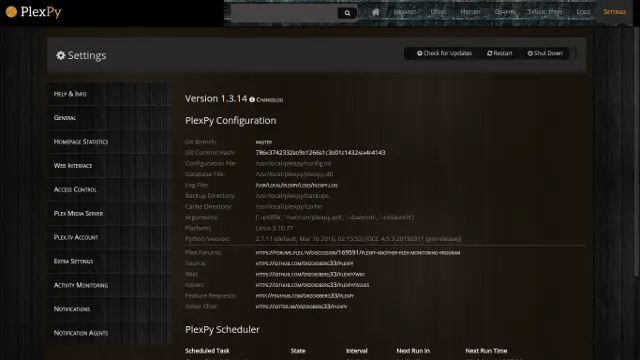 PlexPy
Libraries Users History Graphs Synced Items Logs Settings
Settings
Check for Updates Restart Shut Down
Help & Info
General
Homepage Statistics
Web Interface
Access Control
Plex Media Server
Plex.tv Account
Extra Settings
Activity Monitoring
Notifications
Notification Agents
Version 1.3.14 Changelog
PlexPy Configuration
Git Branch: master
Git Commit Hash:
Configuration File: /usr/local/plexpy/config.ini
Database File: /usr/local/plexpy/plexpy.db
Log File: /usr/local/plexpy/logs/plexpy.log
Backup Directory: /usr/local/plexpy/backups
Cache Directory: /usr/local/plexpy/cache
Arguments: ['--pidfile', '/var/run/plexpy.pid', '--daemon', '--nolaunch']
Platform: Linux 3.10.77
Python Version: 2.7.11 (default, Mar 10 2016, 02:15:52) [GCC 4.9.3 20150311 (prerelease)]
Plex Forums: https://forums.plex.tv/discussion/169591/plexpy-another-plex-monitoring-program
Source: https://github.com/drzoidberg33/plexpy
Wiki: https://github.com/drzoidberg33/plexpy/wiki
Issues: https://github.com/drzoidberg33/plexpy/issues
Feature Requests:
Gitter Chat: https://gitter.im/drzoidberg33/plexpy
PlexPy Scheduler
Scheduled Task State Interval Next Run In Next Run Time